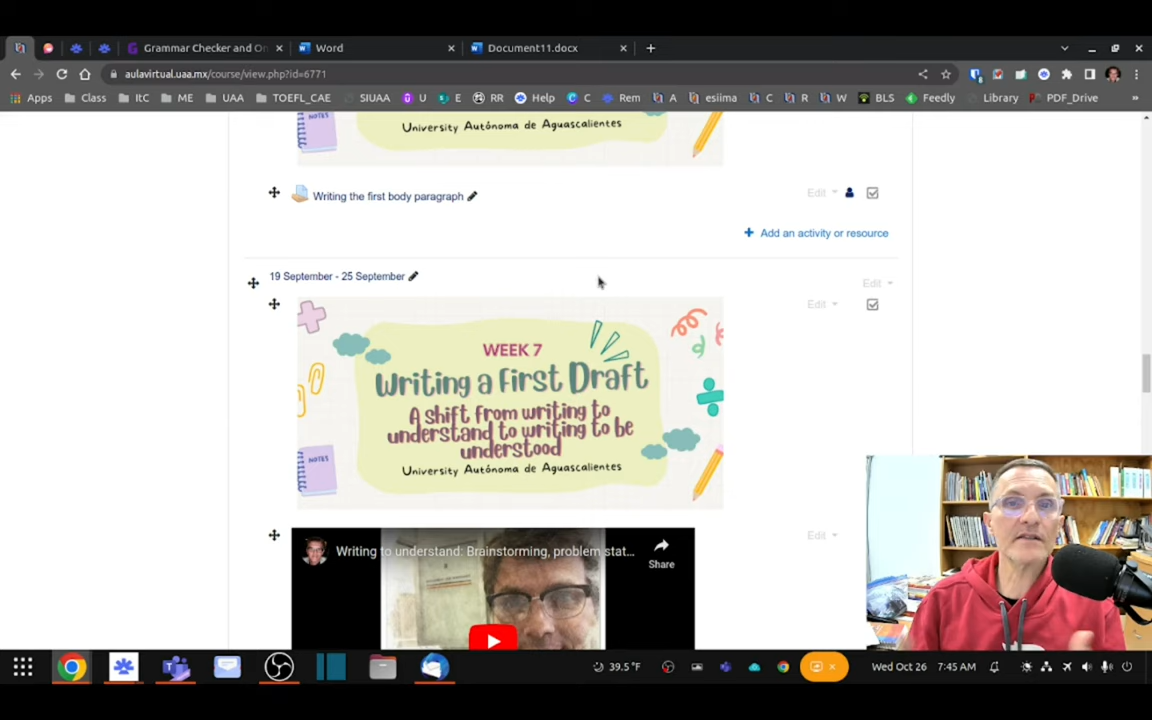 Grammar Checker and On
Word
Document11.docx
aulavirtual.uaa.mx/course/view.php?id=6771
Apps Class ItC ME UAA TOEFL_CAE SIUAA U E RR Help C Rem A esiima C R W BLS Feedly Library PDF_Drive
NOTES
University Autónoma de Aguascalientes
Writing the first body paragraph
Edit
Add an activity or resource
19 September - 25 September
Edit
Edit
WEEK 7
Writing a First Draft
A shift from writing to
understand to writing to be
understood
NOTES
University Autónoma de Aguascalientes
Writing to understand: Brainstorming, problem stat...
Share
Edit
39.5 °F
Wed Oct 26
7:45 AM